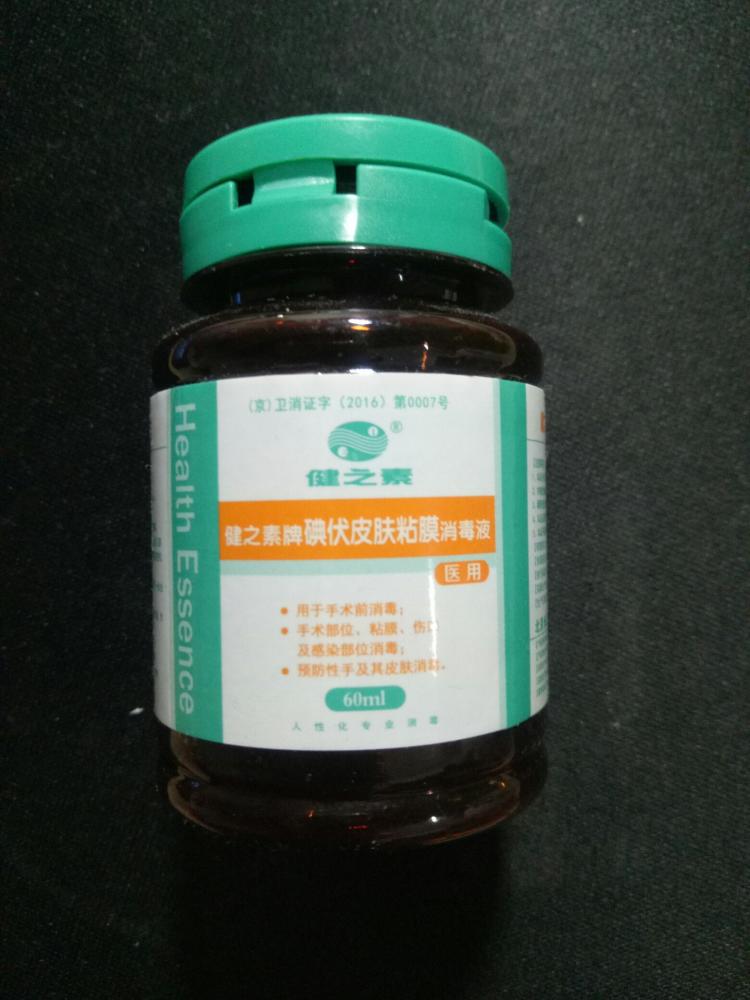 (京)卫消证字(2016)第0007号
®
健之素
健之素牌碘伏皮肤粘膜消毒液
医用
● 用于手术前消毒;
● 手术部位、粘膜、伤口
及感染部位消毒;
● 预防性手及其皮肤消毒。
60ml
人性化专业消毒
Health Essence